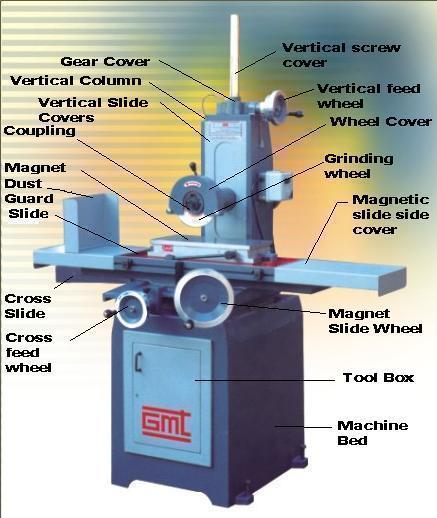 Vertical screw
cover
Gear Cover
Vertical Column
Vertical feed
wheel
Vertical Slide
Covers
Wheel Cover
Coupling
Grinding
wheel
Magnet
Dust
Guard
Slide
Magnetic
slide side
cover
Cross
Slide
Magnet
Slide Wheel
Cross
feed
wheel
Tool Box
GMT
Machine
Bed